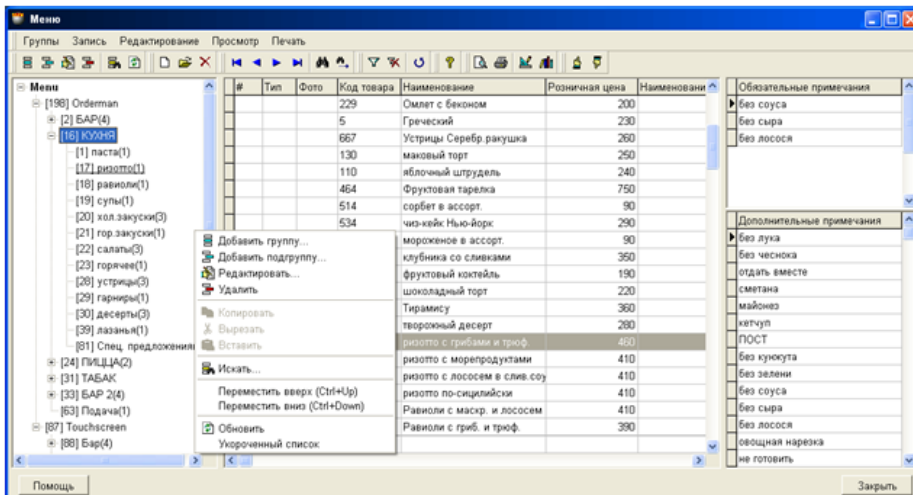 Меню
Группы Запись Редактирование Просмотр Печать
Menu
[198] Orderman
[2] БАР(4)
[16] КУХНЯ
[1] паста(1)
[17] ризотто(1)
[18] равиоли(1)
[19] супы(1)
[20] хол.закуски(3)
[21] гор.закуски(1)
[22] салаты(3)
[23] горячее(1)
[28] устрицы(3)
[29] гарниры(1)
[30] десерты(3)
[39] лазанья(1)
[81] Спец. предложения
[24] ПИЦЦА(2)
[31] ТАБАК
[33] БАР 2(4)
[63] Подача(1)
[87] Touchscreen
[88] Бар(4)
# Тип Фото Код товара Наименование Розничная цена Наименовани
229 Омлет с беконом 200
5 Греческий 230
667 Устрицы Серебр.ракушка 260
130 маковый торт 250
110 яблочный штрудель 240
464 Фруктовая тарелка 750
514 сорбет в ассорт. 90
534 чиз-кейк Нью-йорк 290
мороженое в ассорт. 90
клубника со сливками 350
фруктовый коктейль 190
шоколадный торт 220
Тирамису 360
творожный десерт 280
ризотто с грибами и трюф. 460
ризотто с морепродуктами 410
ризотто с лососем в слив.соу 410
ризотто по-сицилийски 410
Равиоли с маскр. и лососем 410
Равиоли с гриб. и трюф. 390
Добавить группу...
Добавить подгруппу...
Редактировать...
Удалить
Копировать
Вырезать
Вставить
Искать...
Переместить вверх (Ctrl+Up)
Переместить вниз (Ctrl+Down)
Обновить
Укороченный список
Обязательные примечания
без соуса
без сыра
без лосося
Дополнительные примечания
без лука
без чеснока
отдать вместе
сметана
майонез
кетчуп
ПОСТ
без кунжута
без зелени
без соуса
без сыра
без лосося
овощная нарезка
не готовить
Помощь Закрыть